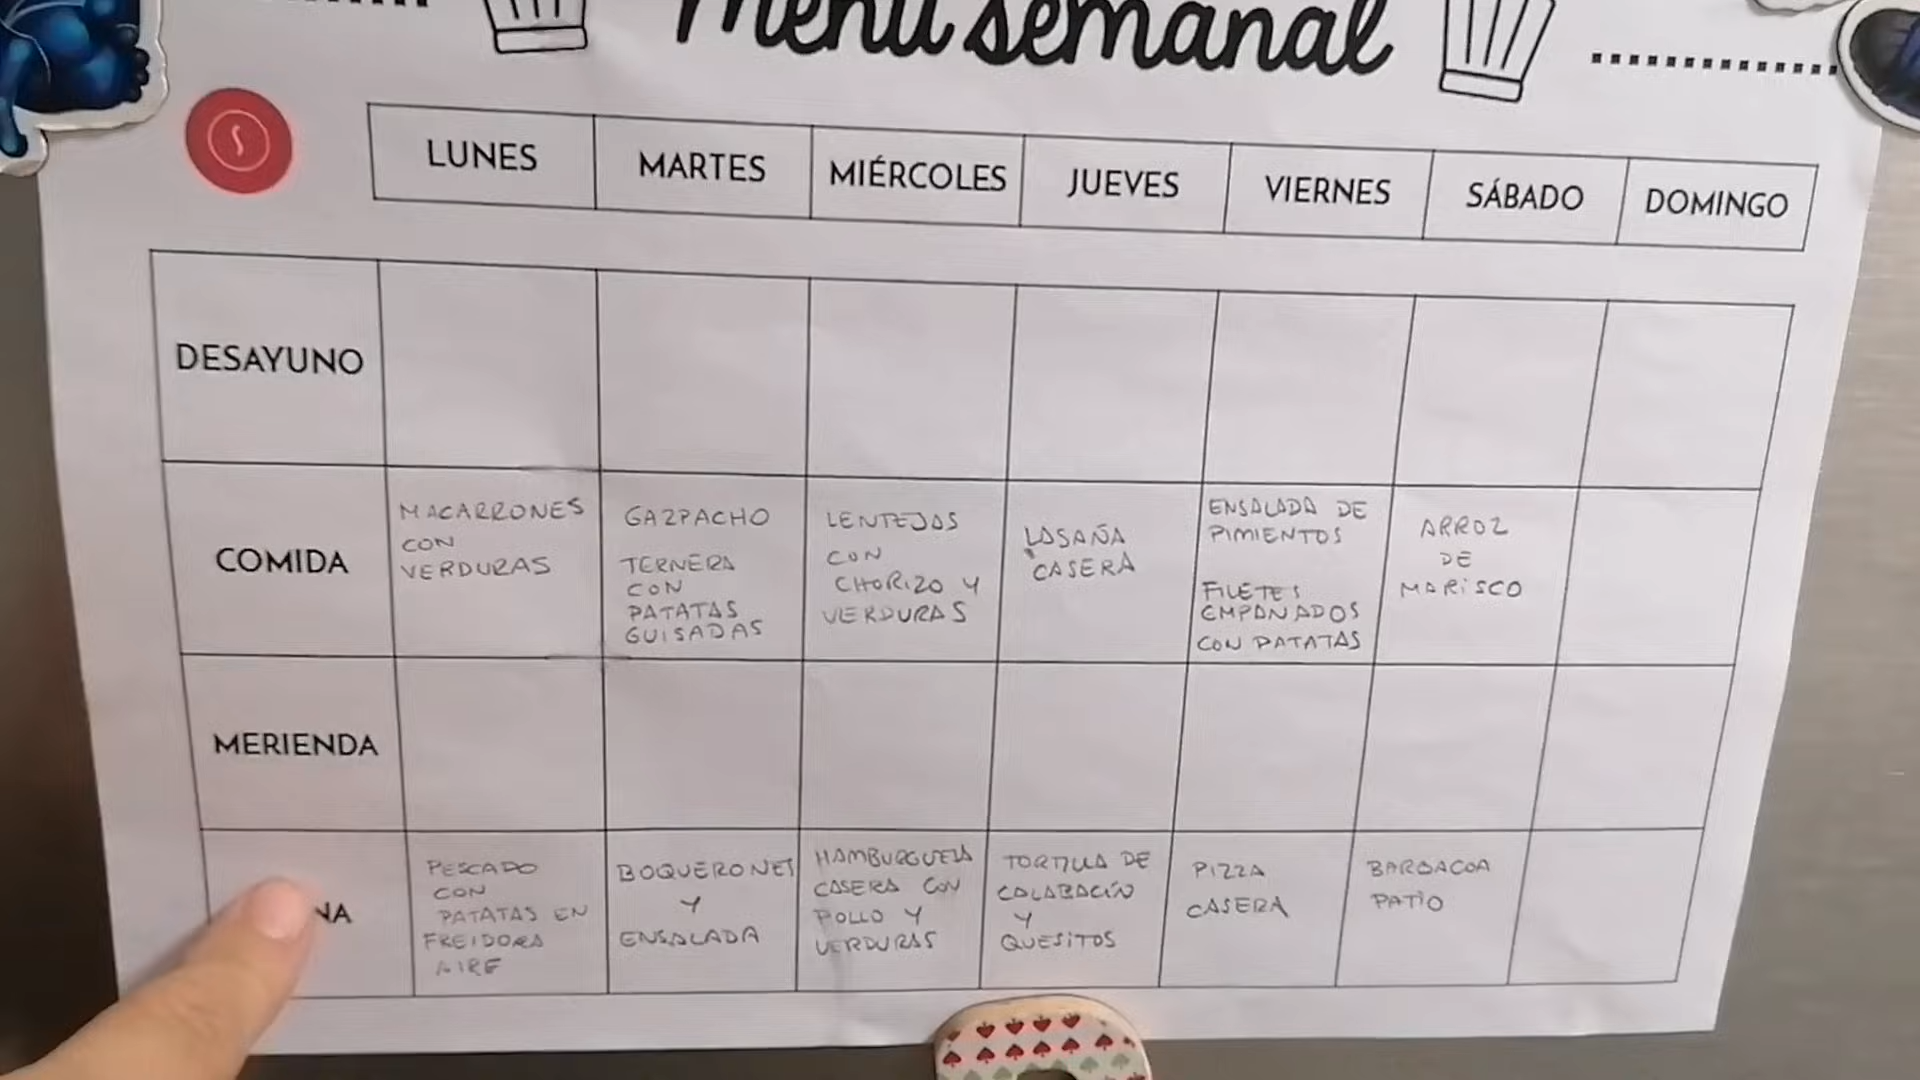 Menú semanal
LUNES
MARTES
MIÉRCOLES
JUEVES
VIERNES
SÁBADO
DOMINGO
DESAYUNO
COMIDA
MACARRONES
CON
VERDURAS
GAZPACHO
TERNERA
CON
PATATAS
GUISADAS
LENTEJAS
CON
CHORIZO Y
VERDURAS
LASAÑA
CASERA
ENSALADA DE
PIMIENTOS
FILETES
EMPANADOS
CON PATATAS
ARROZ
DE
MARISCO
MERIENDA
NA
PESCADO
CON
PATATAS EN
FREIDORA
AIRE
BOQUERONES
Y
ENSALADA
HAMBURGUESA
CASERA CON
POLLO Y
VERDURAS
TORTILLA DE
CALABACÍN
Y
QUESITOS
PIZZA
CASERA
BARBACOA
PATIO